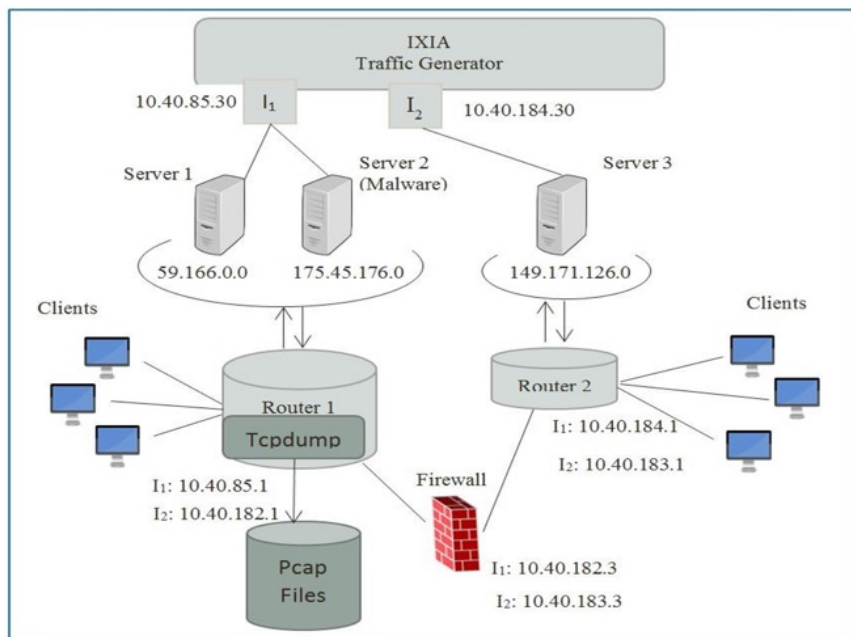 IXIA
Traffic Generator
10.40.85.30
I₁
I₂
10.40.184.30
Server 1
Server 2
(Malware)
Server 3
59.166.0.0
175.45.176.0
149.171.126.0
Clients
Clients
Router 1
Tcpdump
Router 2
I₁: 10.40.85.1
I₂: 10.40.182.1
Firewall
I₁: 10.40.184.1
I₂: 10.40.183.1
Pcap
Files
I₁: 10.40.182.3
I₂: 10.40.183.3